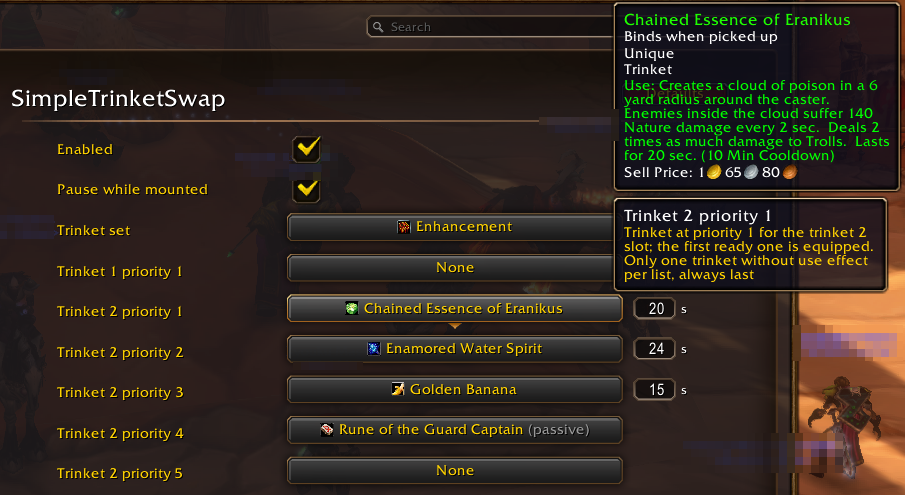 Search
Chained Essence of Eranikus
Binds when picked up
Unique
Trinket
Use: Creates a cloud of poison in a 6
yard radius around the caster.
Enemies inside the cloud suffer 140
Nature damage every 2 sec.  Deals 2
times as much damage to Trolls.  Lasts
for 20 sec. (10 Min Cooldown)
Sell Price: 1 65 80
SimpleTrinketSwap
Defaults
Enabled
Pause while mounted
Trinket set
Enhancement
Trinket 1 priority 1
None
Trinket 2 priority 1
Trinket at priority 1 for the trinket 2
slot; the first ready one is equipped.
Only one trinket without use effect
per list, always last
Trinket 2 priority 1
Chained Essence of Eranikus
20 s
Trinket 2 priority 2
Enamored Water Spirit
24 s
Trinket 2 priority 3
Golden Banana
15 s
Trinket 2 priority 4
Rune of the Guard Captain (passive)
Trinket 2 priority 5
None